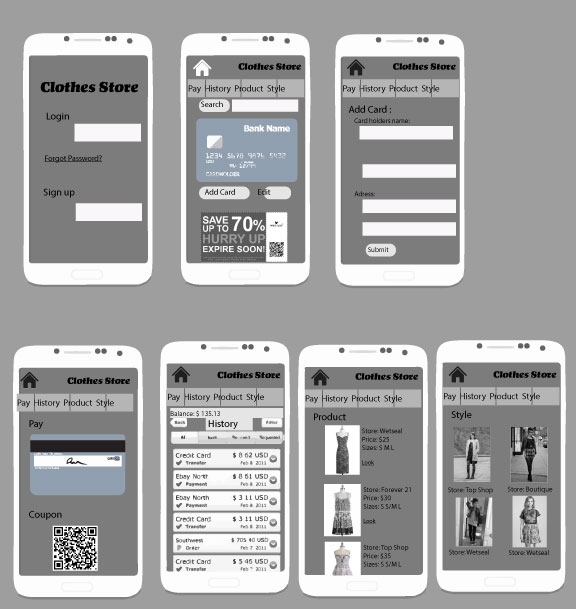 Clothes Store
Login
Forgot Password?
Sign up
Clothes Store
Pay History Product Style
Search
Bank Name
1234 5678 9876 5432
CARDHOLDER
Add Card Edit
SAVE
UP TO 70%
HURRY UP
EXPIRE SOON!
Clothes Store
Pay History Product Style
Add Card :
Card holders name:
Adress:
Submit
Clothes Store
Pay History Product Style
Pay
Coupon
Clothes Store
Pay History Product Style
Balance: $ 135.13
Back History
All
Credit Card $ 8 62 USD
Transfer Feb 8 2011
Ebay North $ 8 61 USD
Payment Feb 8 2011
Ebay North $ 3 11 USD
Payment Feb 8 2011
Credit Card $ 3 11 USD
Transfer Feb 8 2011
Southwest $ 705 40 USD
Order Feb 7 2011
Credit Card $ 5 45 USD
Transfer Feb 2 2011
Clothes Store
Pay History Product Style
Product
Store: Wetseal
Price: $25
Sizes: S M L
Look
Store: Forever 21
Price: $30
Sizes: S S/M L
Look
Store: Top Shop
Price: $35
Sizes: S S/M L
Clothes Store
Pay History Product Style
Style
Store: Top Shop Store: Boutique
Store: Wetseal Store: Wetseal